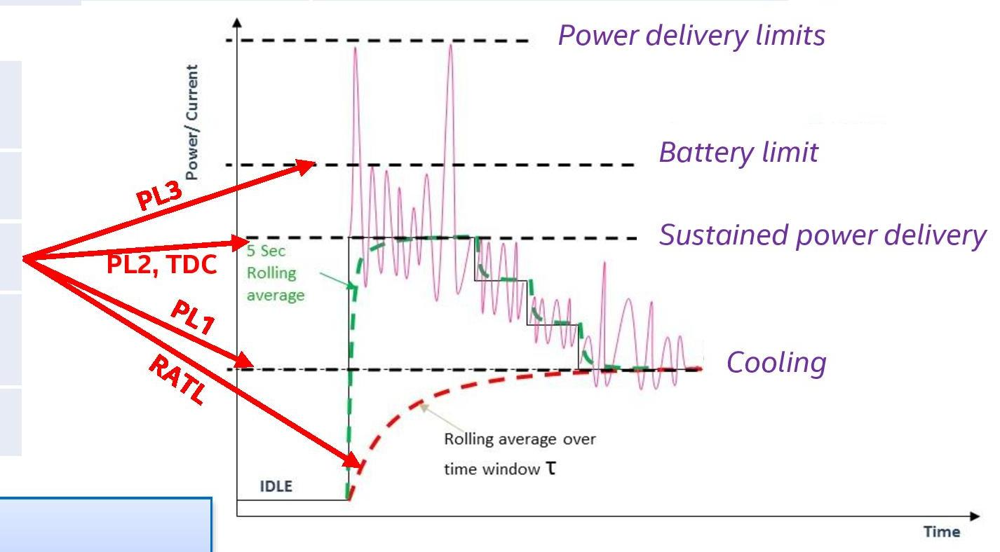 Power delivery limits
Power/ Current
Battery limit
PL3
Sustained power delivery
PL2, TDC
5 Sec
Rolling
average
PL1
RATL
Cooling
Rolling average over
time window τ
IDLE
Time